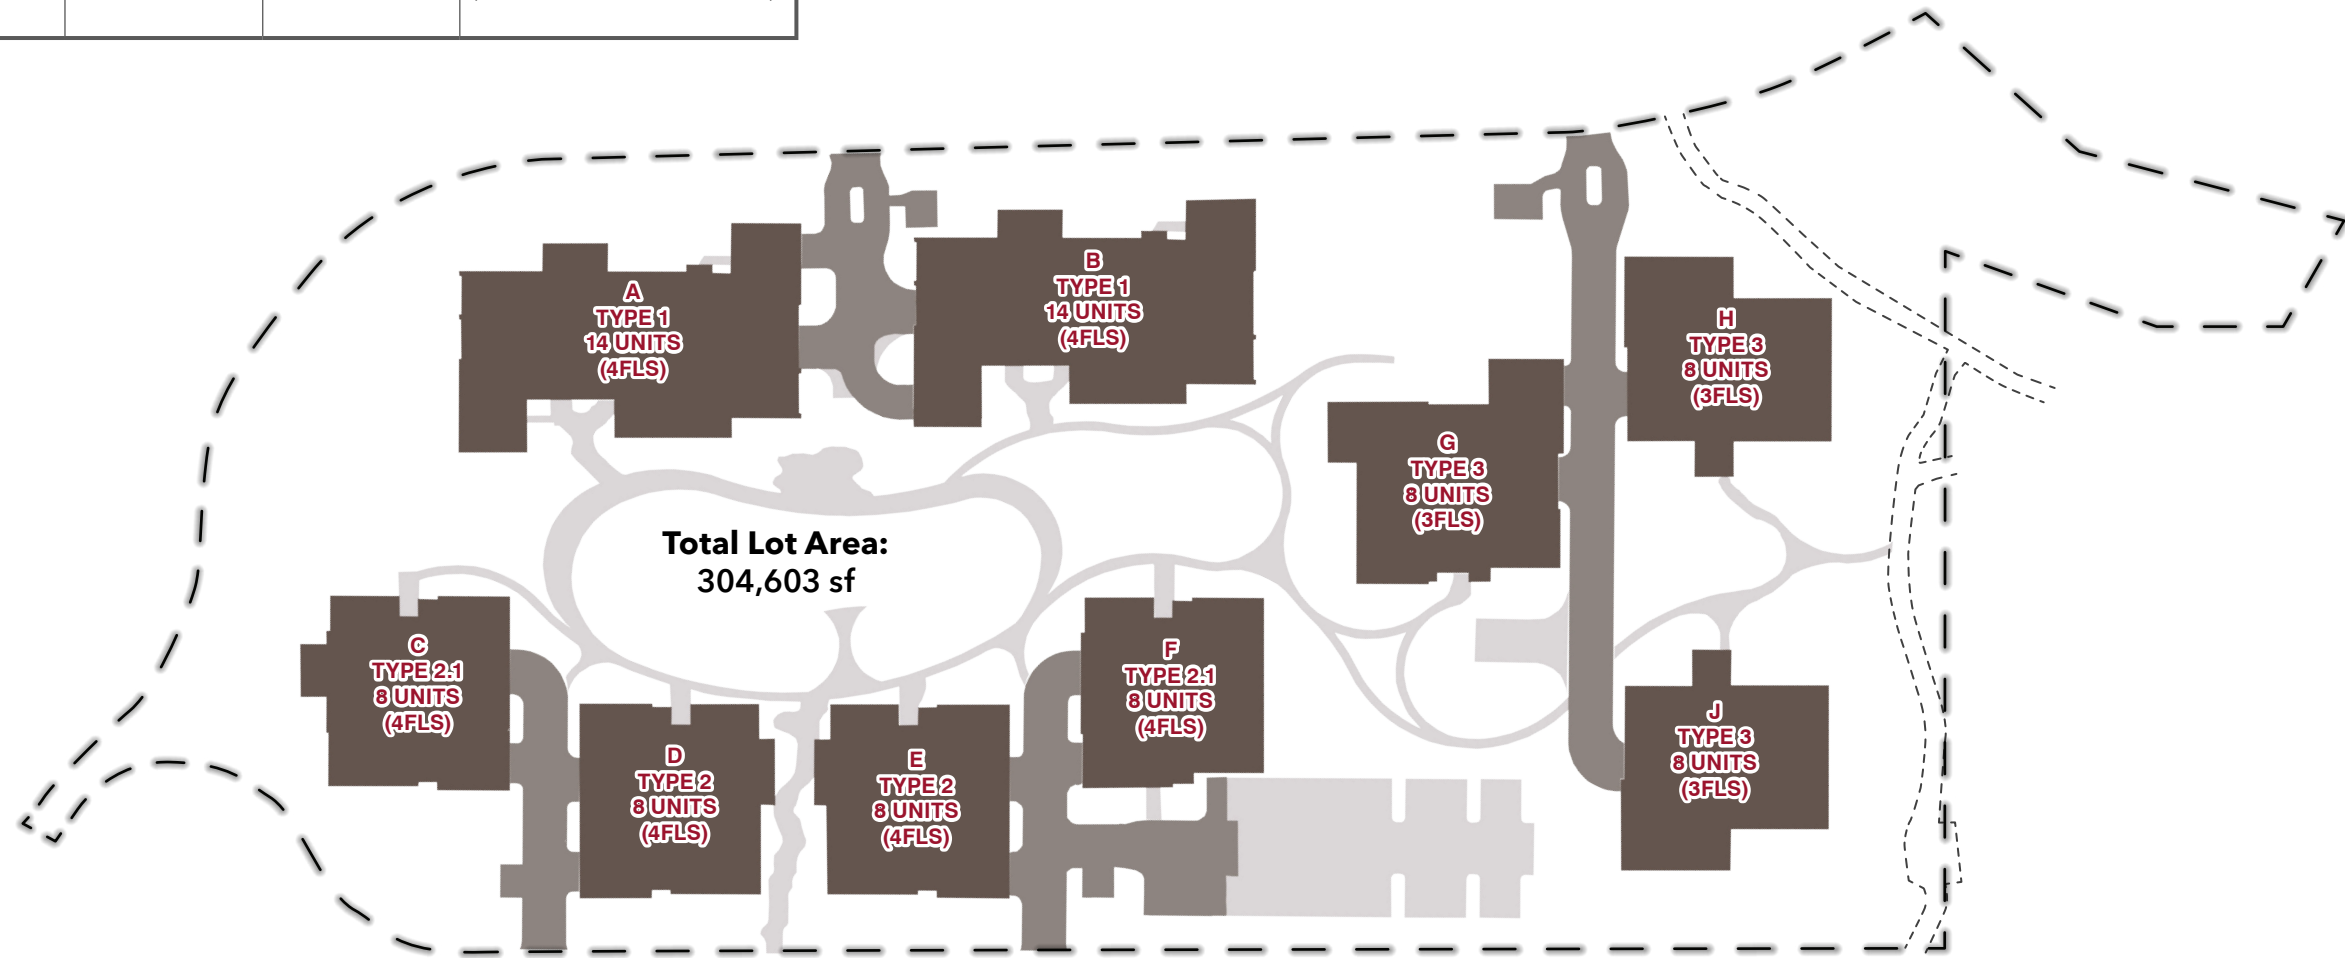 A
TYPE 1
14 UNITS
(4FLS)
B
TYPE 1
14 UNITS
(4FLS)
H
TYPE 3
8 UNITS
(3FLS)
G
TYPE 3
8 UNITS
(3FLS)
Total Lot Area:
304,603 sf
C
TYPE 2.1
8 UNITS
(4FLS)
F
TYPE 2.1
8 UNITS
(4FLS)
D
TYPE 2
8 UNITS
(4FLS)
E
TYPE 2
8 UNITS
(4FLS)
J
TYPE 3
8 UNITS
(3FLS)